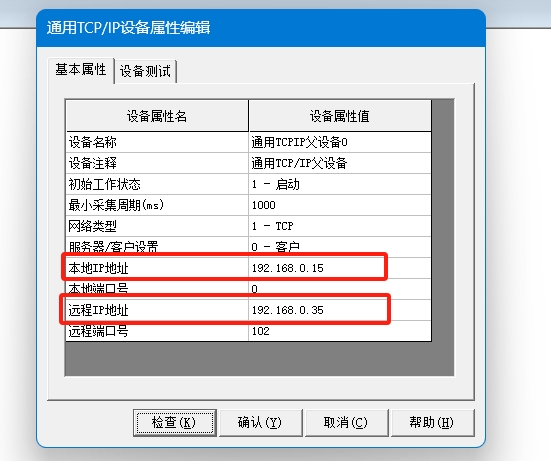 通用TCP/IP设备属性编辑
基本属性 设备测试
设备属性名 设备属性值
设备名称 通用TCPIP父设备0
设备注释 通用TCP/IP父设备
初始工作状态 1 - 启动
最小采集周期(ms) 1000
网络类型 1 - TCP
服务器/客户设置 0 - 客户
本地IP地址 192.168.0.15
本地端口号 0
远程IP地址 192.168.0.35
远程端口号 102
检查(K) 确认(Y) 取消(C) 帮助(H)